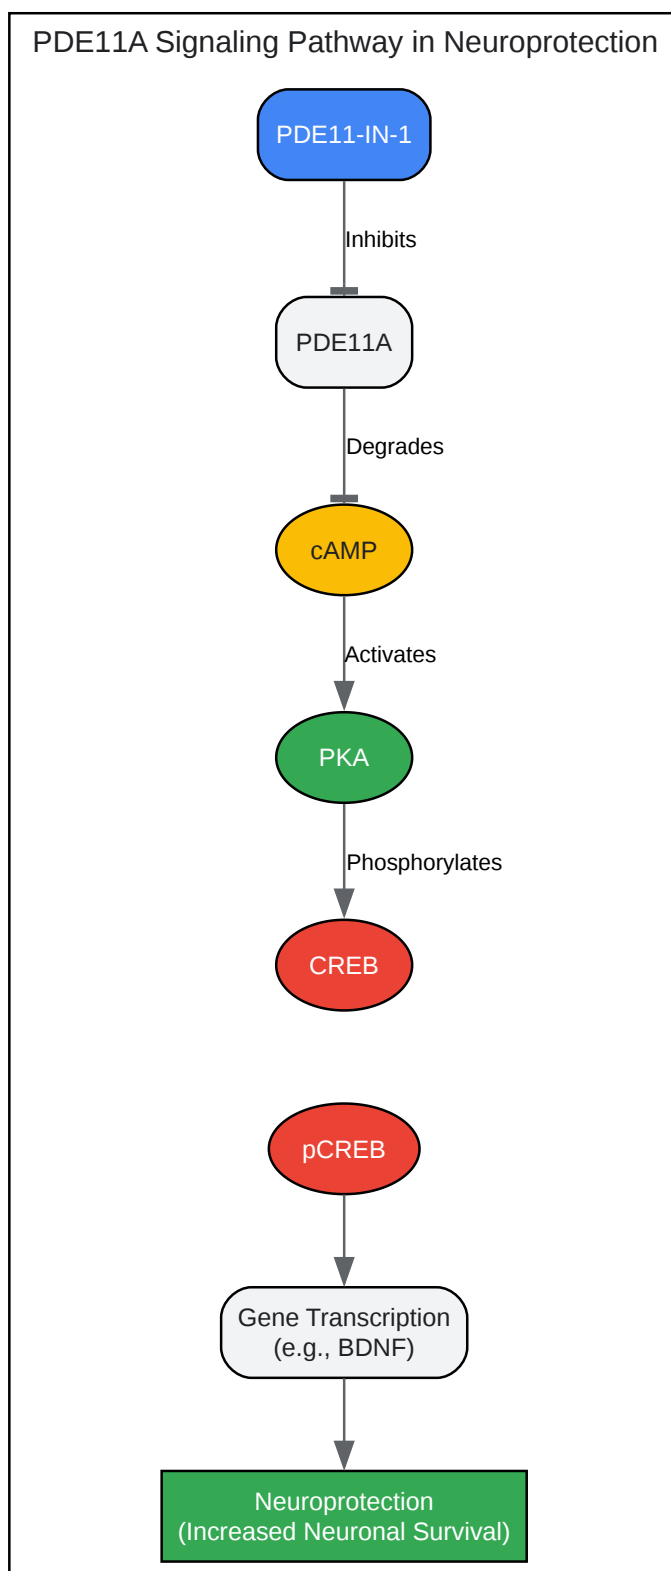 PDE11A Signaling Pathway in Neuroprotection
PDE11-IN-1
Inhibits
PDE11A
Degrades
cAMP
Activates
PKA
Phosphorylates
CREB
pCREB
Gene Transcription
(e.g., BDNF)
Neuroprotection
(Increased Neuronal Survival)